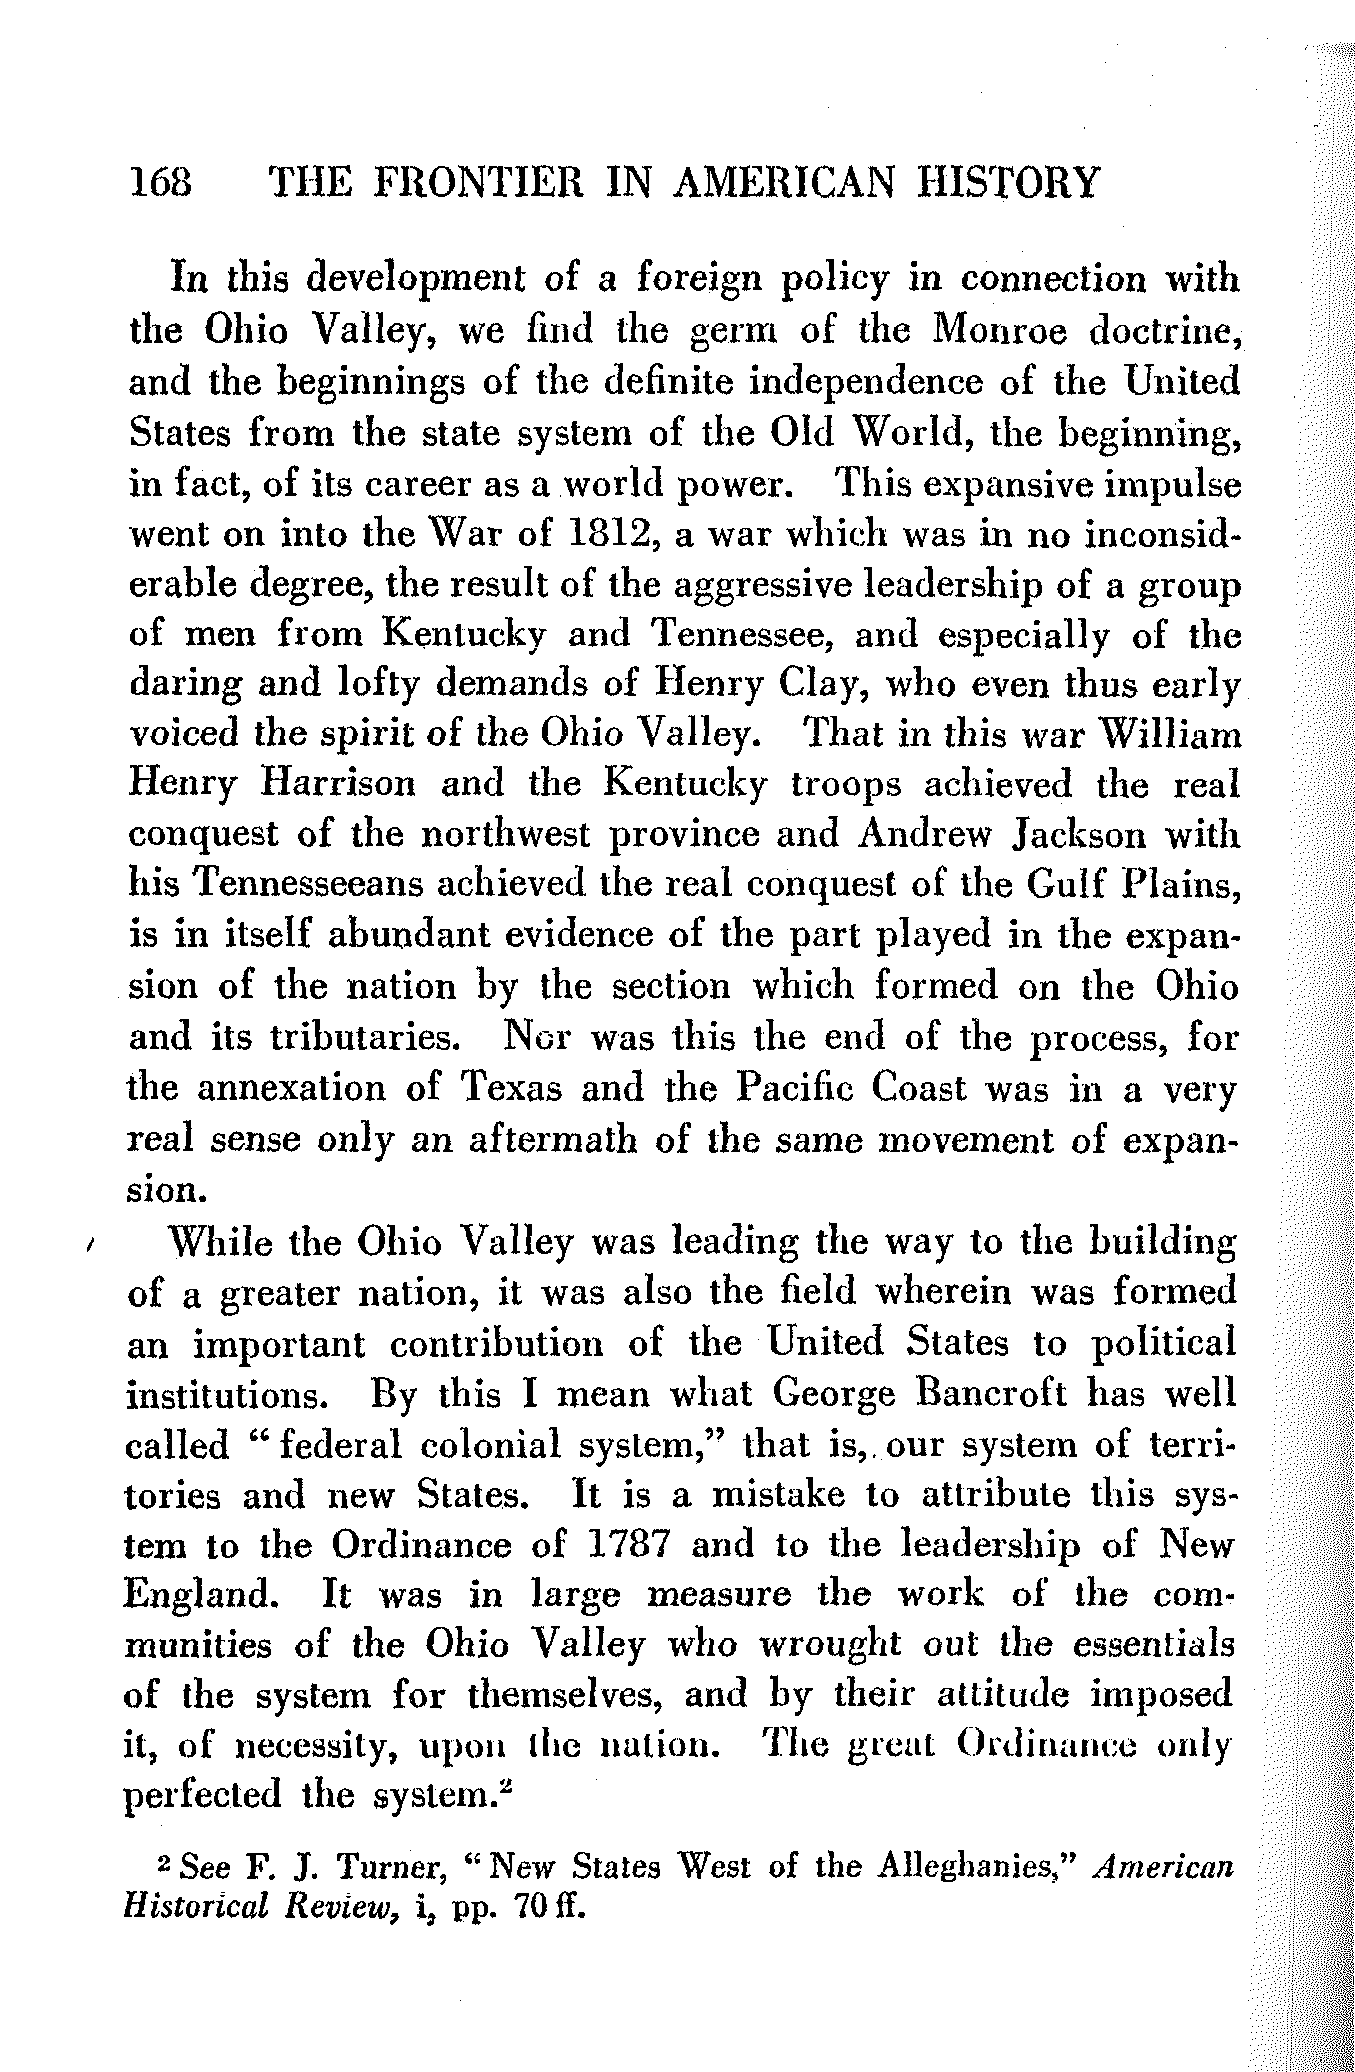 168 THE FRONTIER IN AMERICAN HISTORY
In this development of a foreign policy in connection with
the Ohio Valley, we find the germ of the Monroe doctrine,
and the beginnings of the definite independence of the United
States from the state system of the Old World, the beginning,
in fact, of its career as a world power. This expansive impulse
went on into the War of 1812, a war which was in no inconsid-
erable degree, the result of the aggressive leadership of a group
of men from Kentucky and Tennessee, and especially of the
daring and lofty demands of Henry Clay, who even thus early
voiced the spirit of the Ohio Valley. That in this war William
Henry Harrison and the Kentucky troops achieved the real
conquest of the northwest province and Andrew Jackson with
his Tennesseeans achieved the real conquest of the Gulf Plains,
is in itself abundant evidence of the part played in the expan-
sion of the nation by the section which formed on the Ohio
and its tributaries. Nor was this the end of the process, for
the annexation of Texas and the Pacific Coast was in a very
real sense only an aftermath of the same movement of expan-
sion.
While the Ohio Valley was leading the way to the building
of a greater nation, it was also the field wherein was formed
an important contribution of the United States to political
institutions. By this I mean what George Bancroft has well
called “federal colonial system,” that is, our system of terri-
tories and new States. It is a mistake to attribute this sys-
tem to the Ordinance of 1787 and to the leadership of New
England. It was in large measure the work of the com-
munities of the Ohio Valley who wrought out the essentials
of the system for themselves, and by their attitude imposed
it, of necessity, upon the nation. The great Ordinance only
perfected the system.²
² See F. J. Turner, “New States West of the Alleghanies,” American
Historical Review, i, pp. 70 ff.